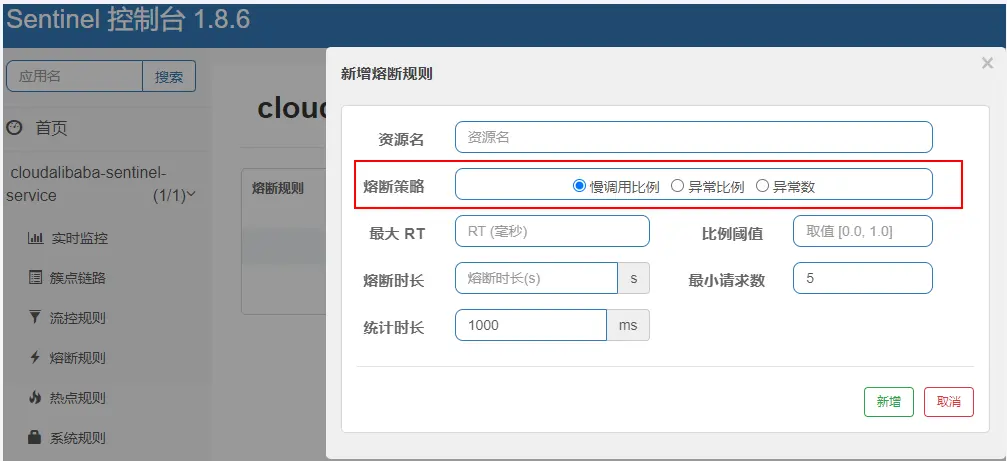 Sentinel 控制台 1.8.6
应用名 搜索
首页
cloudalibaba-sentinel-
service (1/1)
实时监控
簇点链路
流控规则
熔断规则
热点规则
系统规则
clou
熔断规则
新增熔断规则 ×
资源名 资源名
熔断策略 慢调用比例 异常比例 异常数
最大 RT RT (毫秒) 比例阈值 取值 [0.0, 1.0]
熔断时长 熔断时长(s) s 最小请求数 5
统计时长 1000 ms
新增 取消